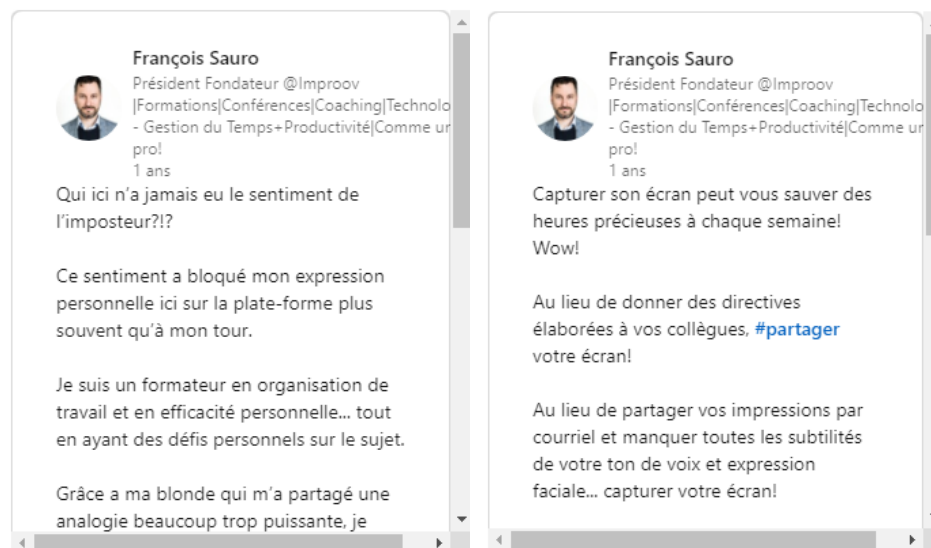 François Sauro
Président Fondateur @Improov
|Formations|Conférences|Coaching|Technolo
- Gestion du Temps+Productivité|Comme un
pro!
1 ans
Qui ici n'a jamais eu le sentiment de
l'imposteur?!?
Ce sentiment a bloqué mon expression
personnelle ici sur la plate-forme plus
souvent qu'à mon tour.
Je suis un formateur en organisation de
travail et en efficacité personnelle... tout
en ayant des défis personnels sur le sujet.
Grâce a ma blonde qui m'a partagé une
analogie beaucoup trop puissante, je
François Sauro
Président Fondateur @Improov
|Formations|Conférences|Coaching|Technolo
- Gestion du Temps+Productivité|Comme un
pro!
1 ans
Capturer son écran peut vous sauver des
heures précieuses à chaque semaine!
Wow!
Au lieu de donner des directives
élaborées à vos collègues, #partager
votre écran!
Au lieu de partager vos impressions par
courriel et manquer toutes les subtilités
de votre ton de voix et expression
faciale... capturer votre écran!